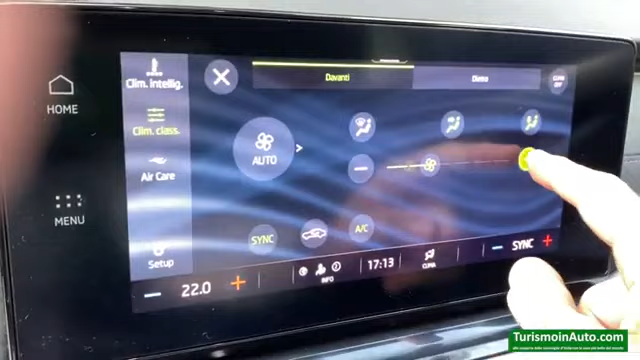 HOME
MENU
Clim. intellig.
Clim. class.
Air Care
Setup
Davanti
Dietro
AUTO
SYNC
A/C
22.0
INFO
17:13
CLIMA
SYNC
TurismoinAuto.com